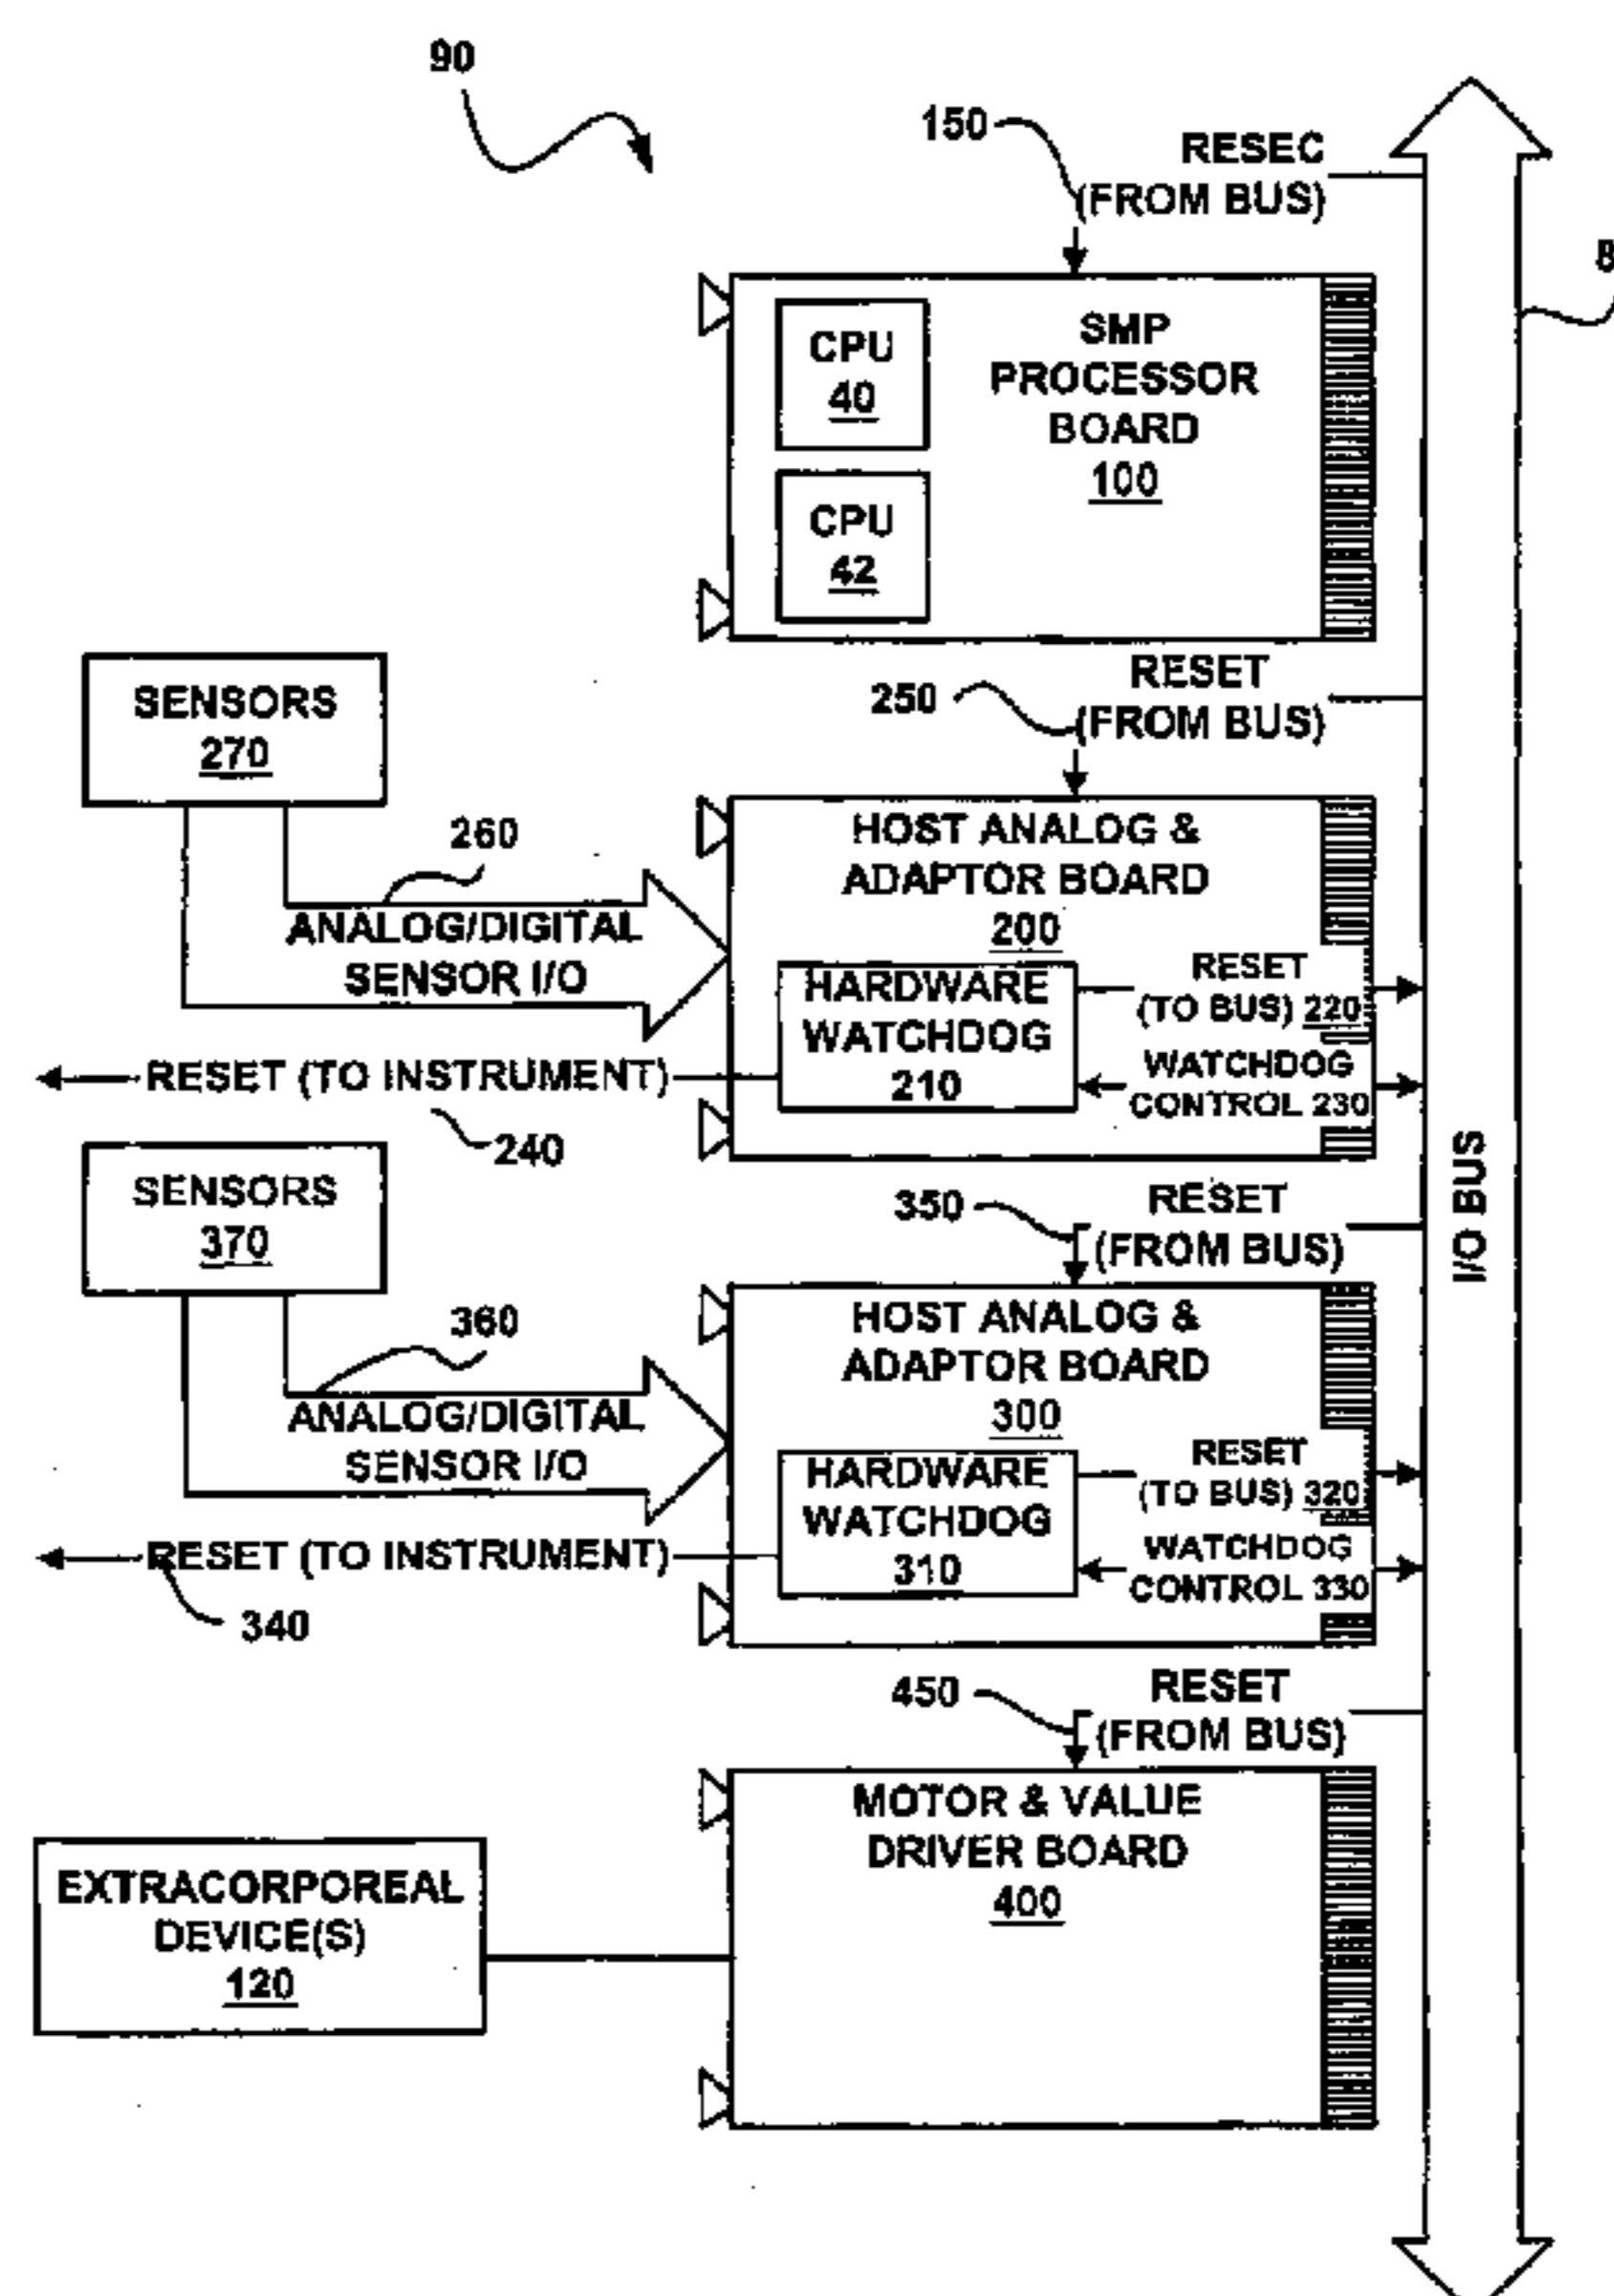 90
150
RESEC
(FROM BUS)
8
CPU
40
SMP
PROCESSOR
BOARD
100
CPU
42
SENSORS
270
250
RESET
(FROM BUS)
260
ANALOG/DIGITAL
SENSOR I/O
HOST ANALOG &
ADAPTOR BOARD
200
HARDWARE
WATCHDOG
210
RESET
(TO BUS) 220
WATCHDOG
CONTROL 230
RESET (TO INSTRUMENT)
240
I/O BUS
SENSORS
370
350
RESET
(FROM BUS)
360
ANALOG/DIGITAL
SENSOR I/O
HOST ANALOG &
ADAPTOR BOARD
300
HARDWARE
WATCHDOG
310
RESET
(TO BUS) 320
WATCHDOG
CONTROL 330
RESET (TO INSTRUMENT)
340
450
RESET
(FROM BUS)
EXTRACORPOREAL
DEVICE(S)
120
MOTOR & VALUE
DRIVER BOARD
400